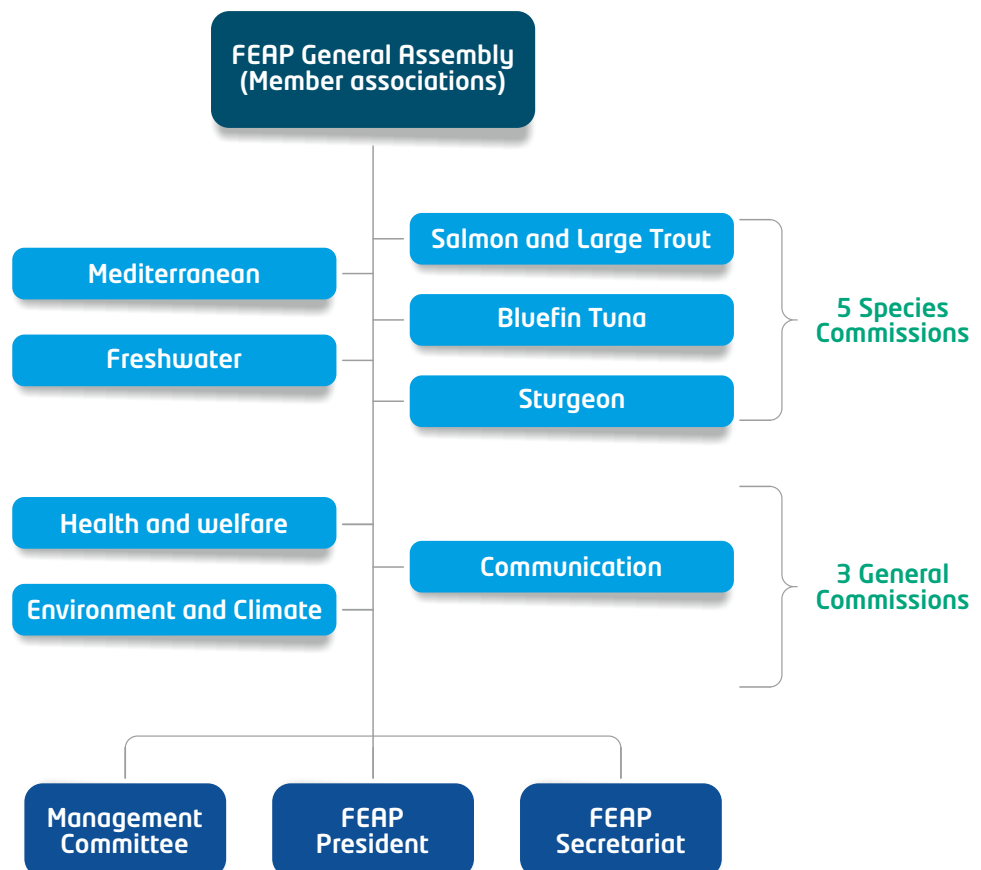 FEAP General Assembly
(Member associations)
Salmon and Large Trout
Mediterranean
Bluefin Tuna
Freshwater
Sturgeon
5 Species
Commissions
Health and welfare
Communication
Environment and Climate
3 General
Commissions
Management
Committee
FEAP
President
FEAP
Secretariat